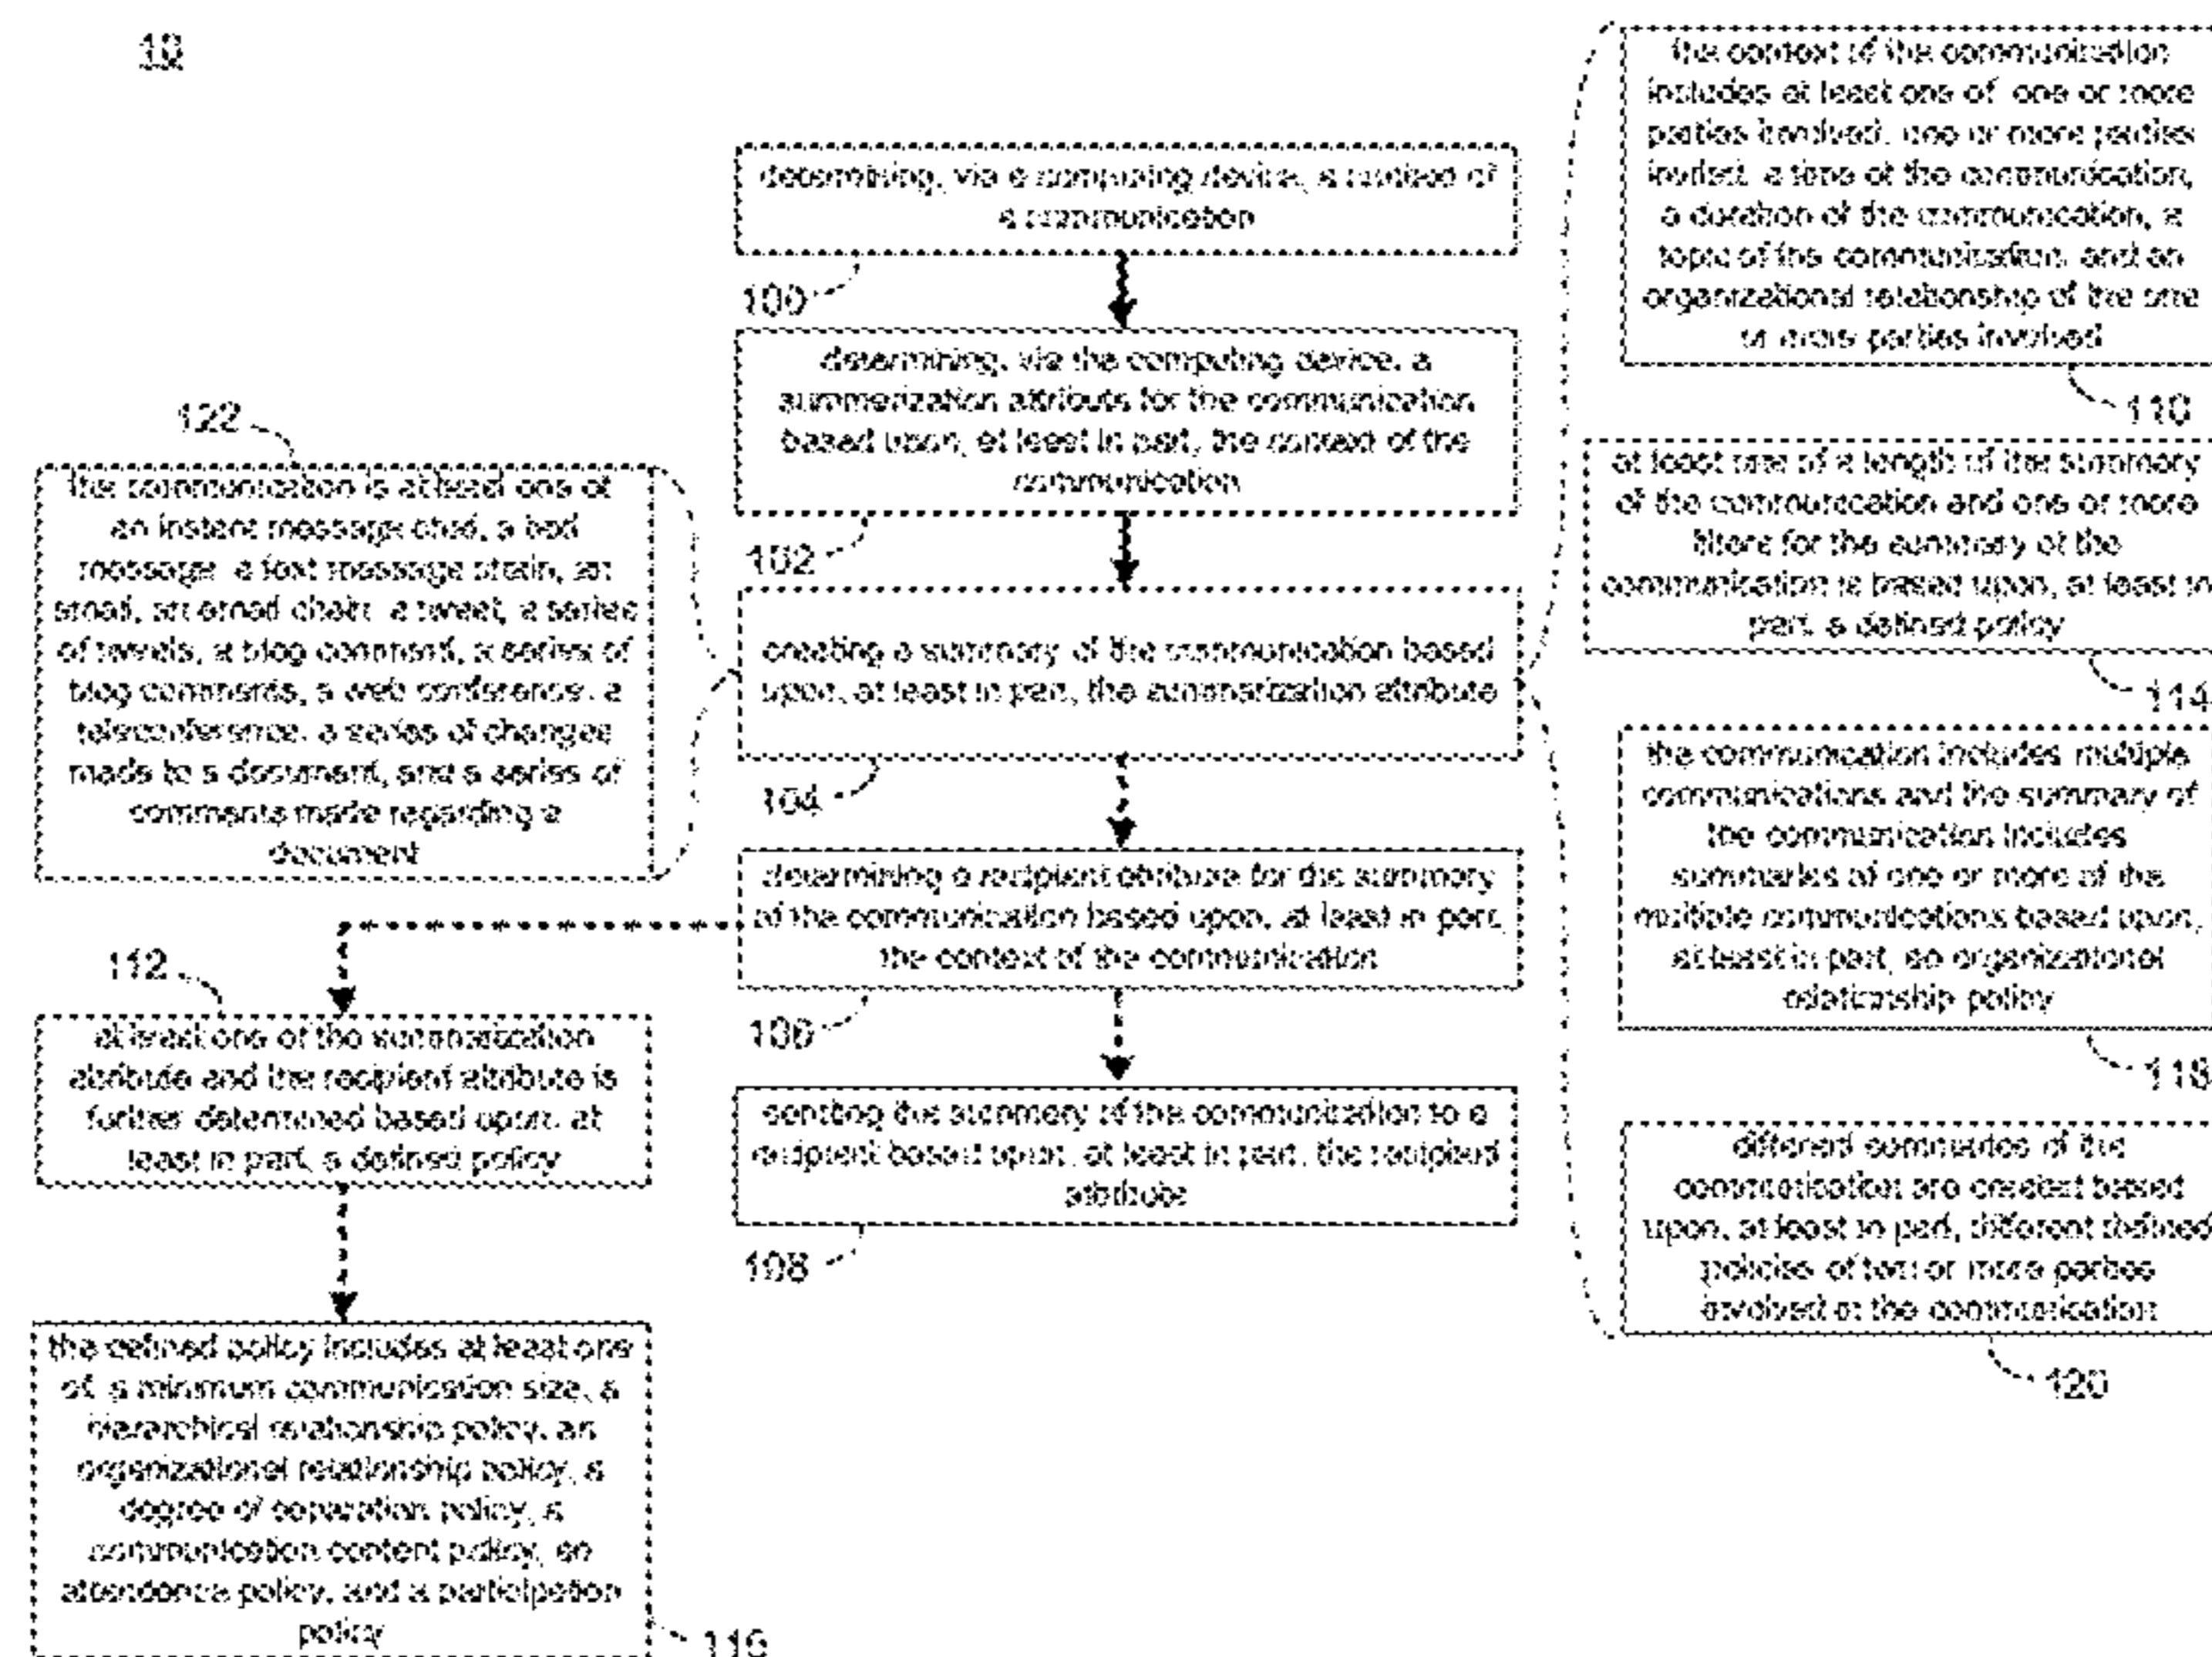 10
determining, via a computing device, a context of
a communication
100
determining, via the computing device, a
summarization attribute for the communication
based upon, at least in part, the context of the
communication
102
creating a summary of the communication based
upon, at least in part, the summarization attribute
104
determining a recipient attribute for the summary
of the communication based upon, at least in part,
the context of the communication
106
sending the summary of the communication to a
recipient based upon, at least in part, the recipient
attribute
108
122
the communication is at least one of
an instant message chat, a text
message, a text message strain, an
email, an email chain, a tweet, a series
of tweets, a blog comment, a series of
blog comments, a web conference, a
teleconference, a series of changes
made to a document, and a series of
comments made regarding a
document
112
at least one of the summarization
attribute and the recipient attribute is
further determined based upon, at
least in part, a defined policy
the defined policy includes at least one
of, a minimum communication size, a
hierarchical relationship policy, an
organizational relationship policy, a
degree of separation policy, a
communication content policy, an
attendance policy, and a participation
policy
116
the context of the communication
includes at least one of one or more
parties involved, one or more parties
invited, a time of the communication,
a duration of the communication, a
topic of the communication, and an
organizational relationship of the one
or more parties involved
110
at least one of a length of the summary
of the communication and one or more
filters for the summary of the
communication is based upon, at least in
part, a defined policy
114
the communication includes multiple
communications and the summary of
the communication includes
summaries of one or more of the
multiple communications based upon,
at least in part, an organizational
relationship policy
118
different summaries of the
communication are created based
upon, at least in part, different defined
policies of two or more parties
involved in the communication
120